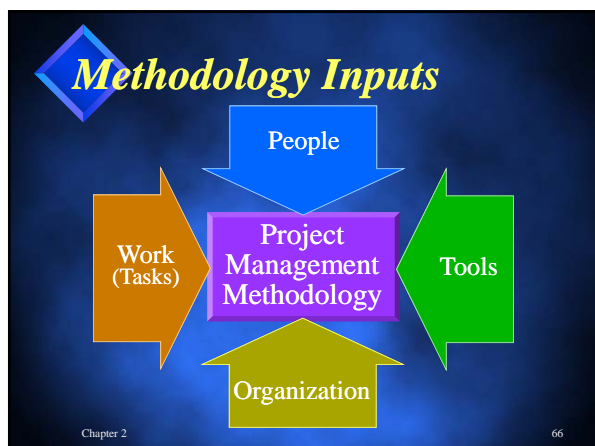 Methodology Inputs
People
Work
(Tasks)
Project
Management
Methodology
Tools
Organization
Chapter 2
66